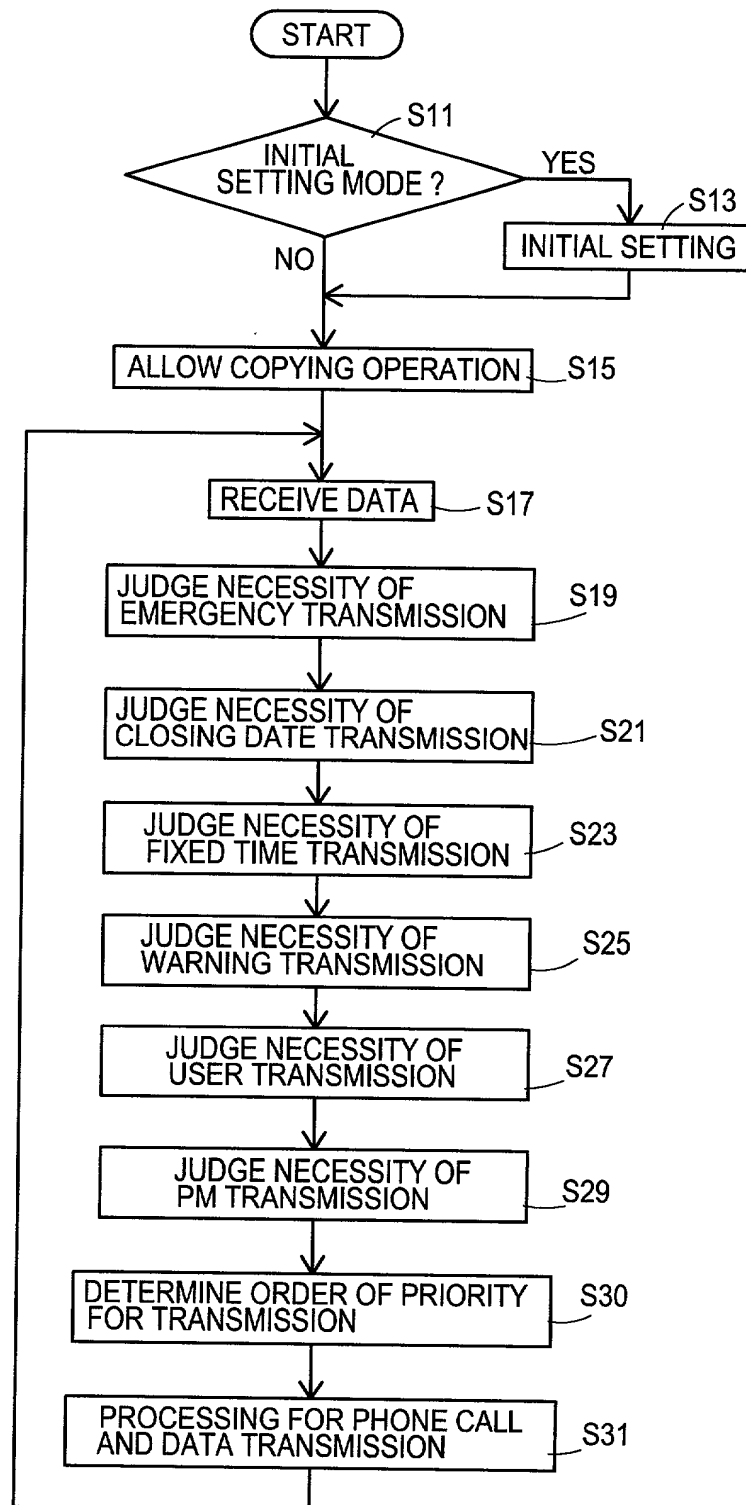 START
S11
INITIAL
SETTING MODE ?
YES
S13
INITIAL SETTING
NO
ALLOW COPYING OPERATION
S15
RECEIVE DATA
S17
JUDGE NECESSITY OF
EMERGENCY TRANSMISSION
S19
JUDGE NECESSITY OF
CLOSING DATE TRANSMISSION
S21
JUDGE NECESSITY OF
FIXED TIME TRANSMISSION
S23
JUDGE NECESSITY OF
WARNING TRANSMISSION
S25
JUDGE NECESSITY OF
USER TRANSMISSION
S27
JUDGE NECESSITY OF
PM TRANSMISSION
S29
DETERMINE ORDER OF PRIORITY
FOR TRANSMISSION
S30
PROCESSING FOR PHONE CALL
AND DATA TRANSMISSION
S31